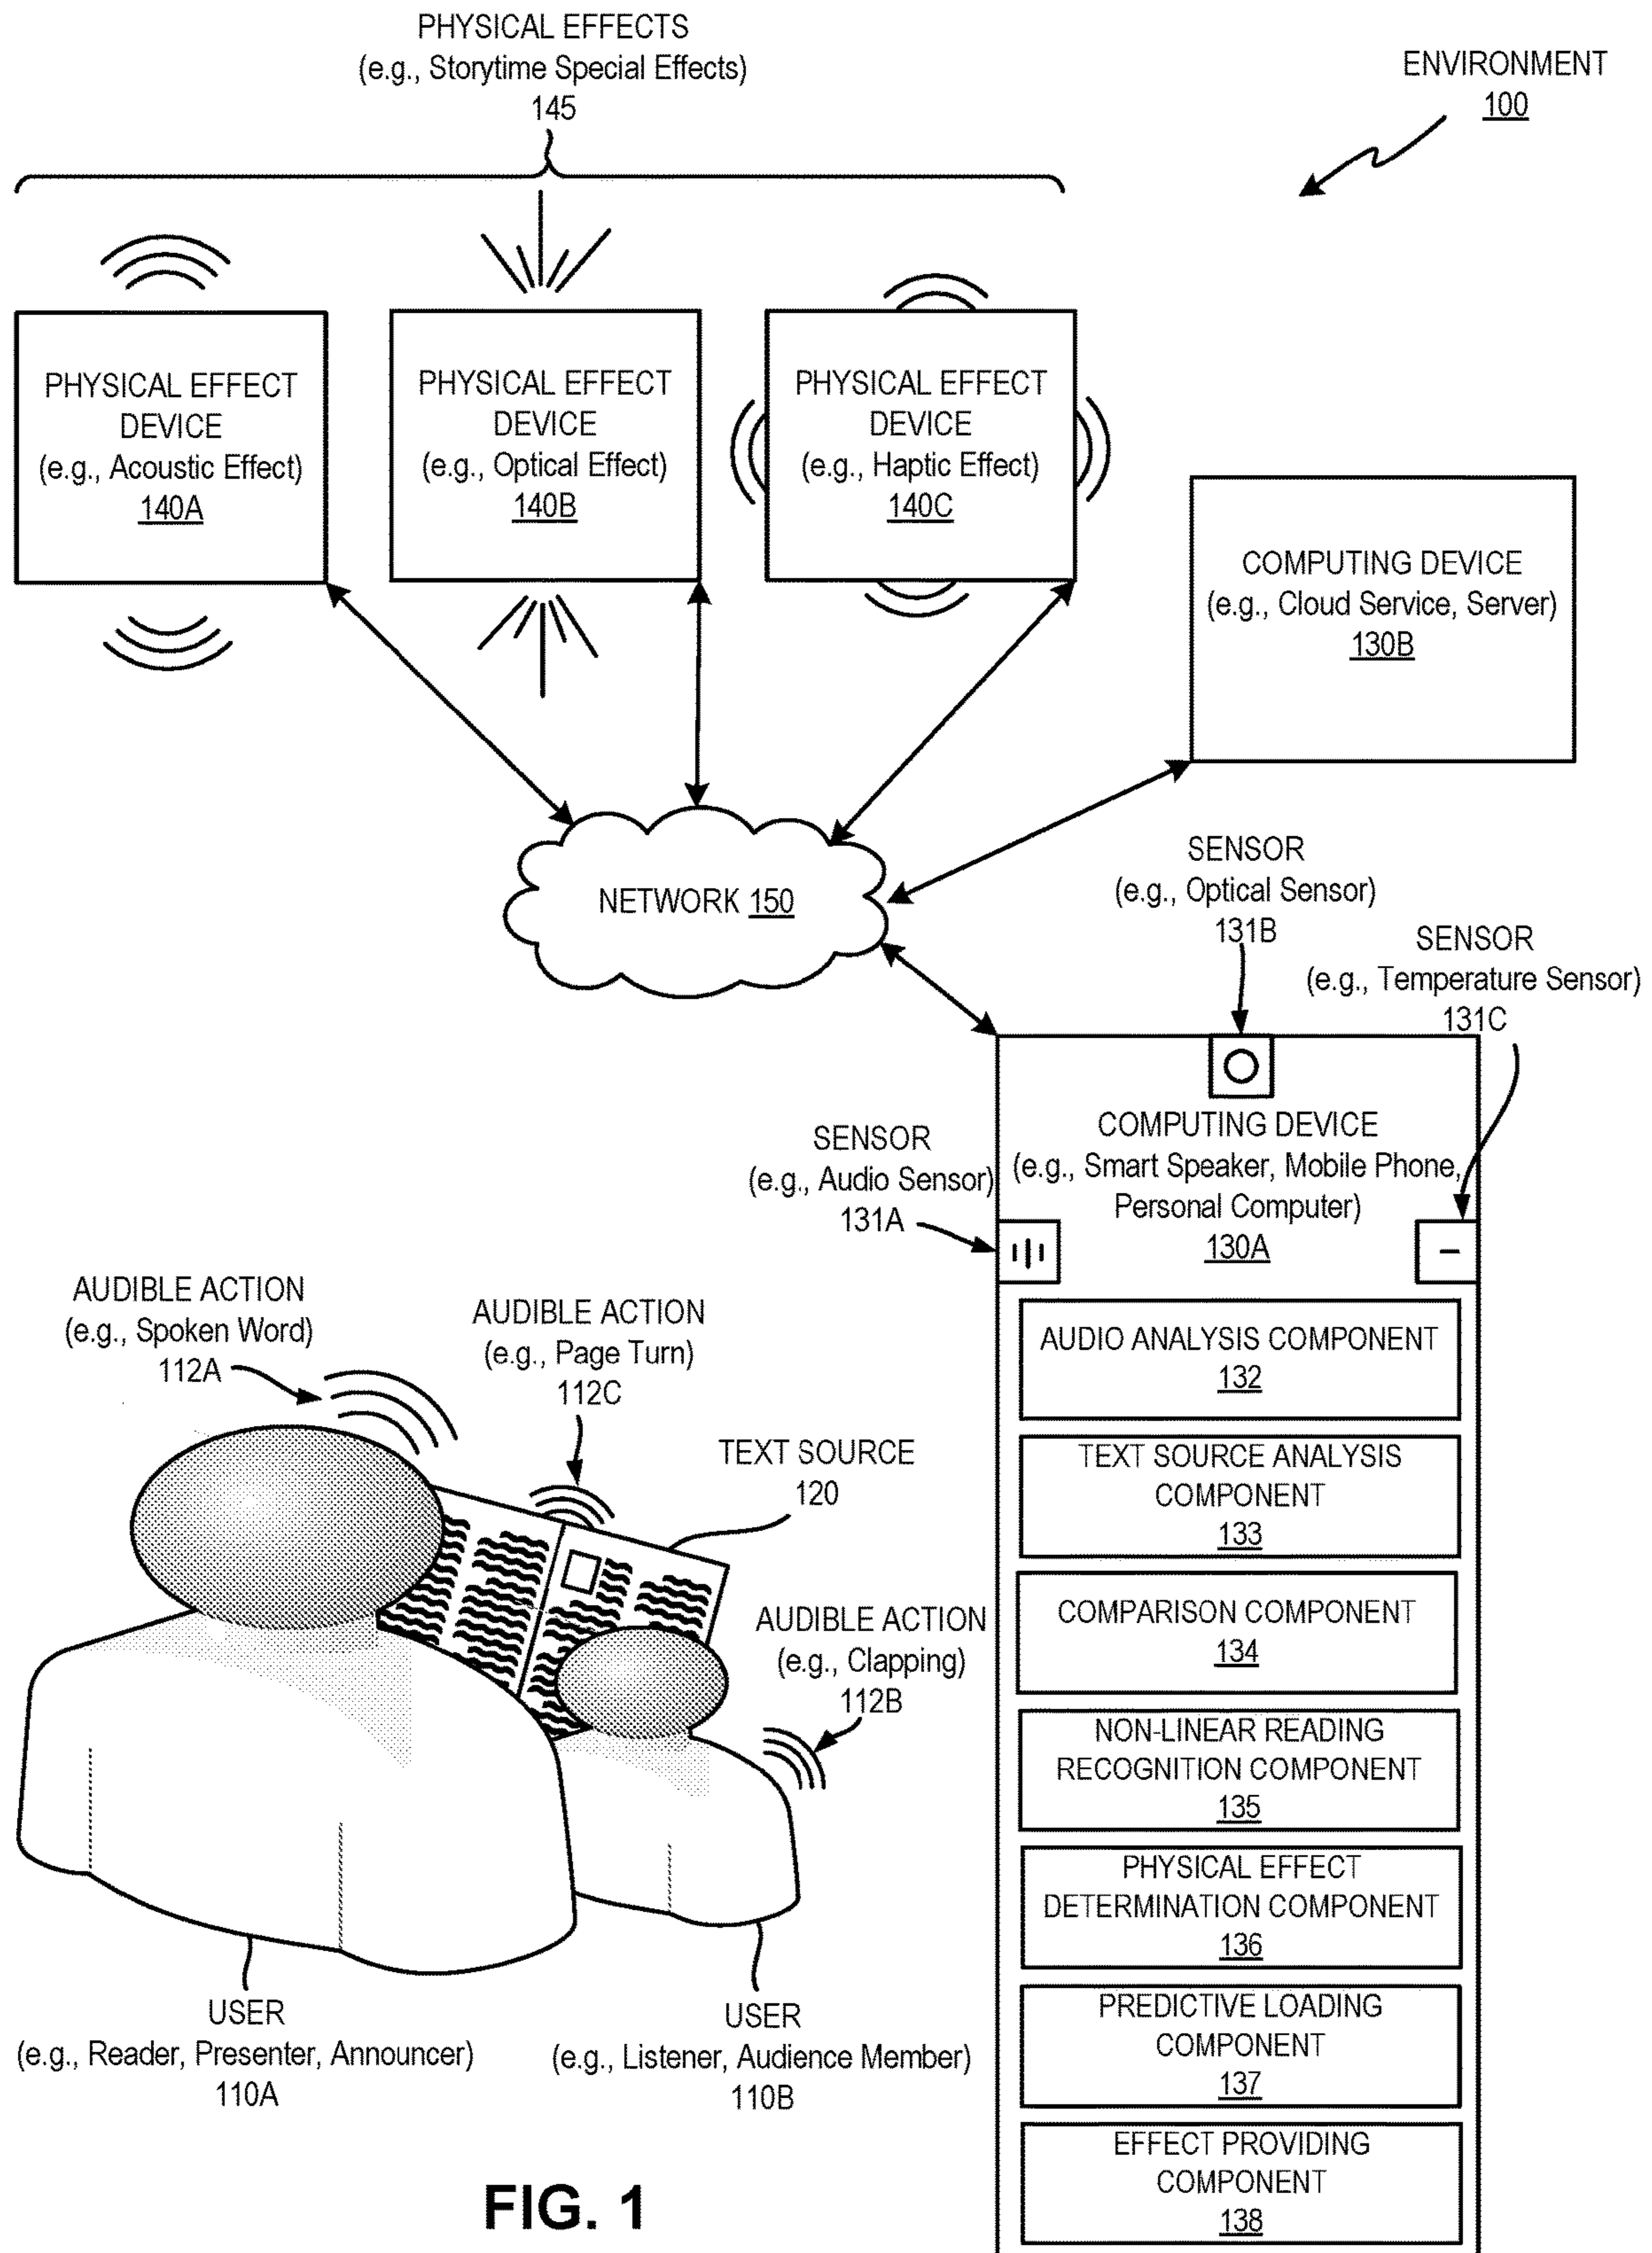 PHYSICAL EFFECTS
(e.g., Storytime Special Effects)
145
ENVIRONMENT
100
PHYSICAL EFFECT
DEVICE
(e.g., Acoustic Effect)
140A
PHYSICAL EFFECT
DEVICE
(e.g., Optical Effect)
140B
PHYSICAL EFFECT
DEVICE
(e.g., Haptic Effect)
140C
COMPUTING DEVICE
(e.g., Cloud Service, Server)
130B
NETWORK 150
SENSOR
(e.g., Optical Sensor)
131B
SENSOR
(e.g., Temperature Sensor)
131C
SENSOR
(e.g., Audio Sensor)
131A
COMPUTING DEVICE
(e.g., Smart Speaker, Mobile Phone,
Personal Computer)
130A
AUDIO ANALYSIS COMPONENT
132
TEXT SOURCE ANALYSIS
COMPONENT
133
COMPARISON COMPONENT
134
NON-LINEAR READING
RECOGNITION COMPONENT
135
PHYSICAL EFFECT
DETERMINATION COMPONENT
136
PREDICTIVE LOADING
COMPONENT
137
EFFECT PROVIDING
COMPONENT
138
AUDIBLE ACTION
(e.g., Spoken Word)
112A
AUDIBLE ACTION
(e.g., Page Turn)
112C
TEXT SOURCE
120
AUDIBLE ACTION
(e.g., Clapping)
112B
USER
(e.g., Reader, Presenter, Announcer)
110A
USER
(e.g., Listener, Audience Member)
110B
FIG. 1